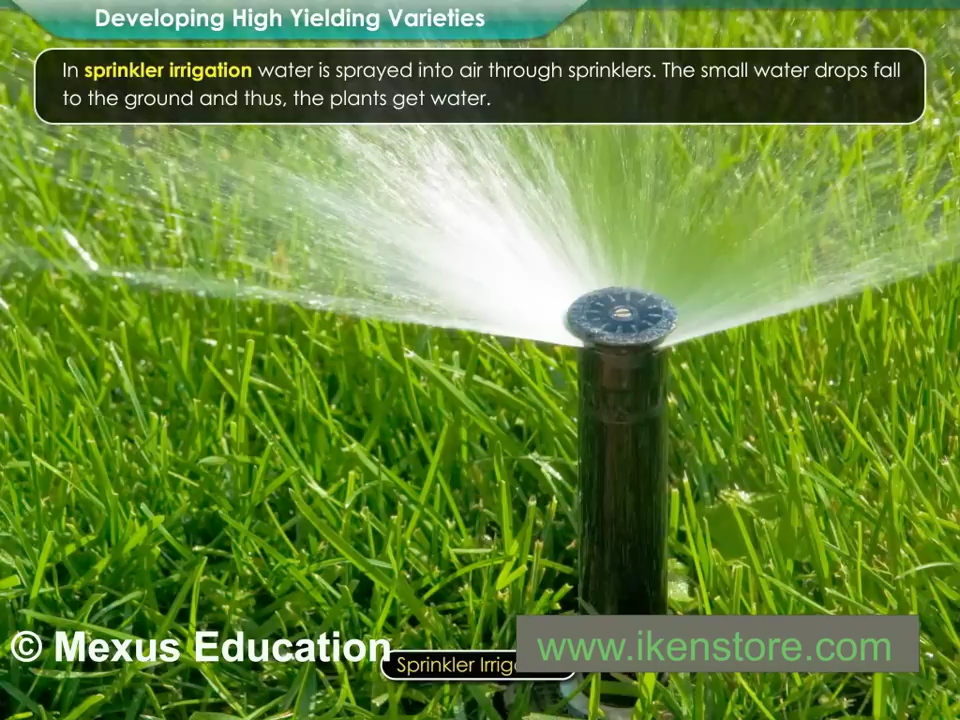 Developing High Yielding Varieties
In sprinkler irrigation water is sprayed into air through sprinklers. The small water drops fall
to the ground and thus, the plants get water.
© Mexus Education
Sprinkler
www.ikenstore.com